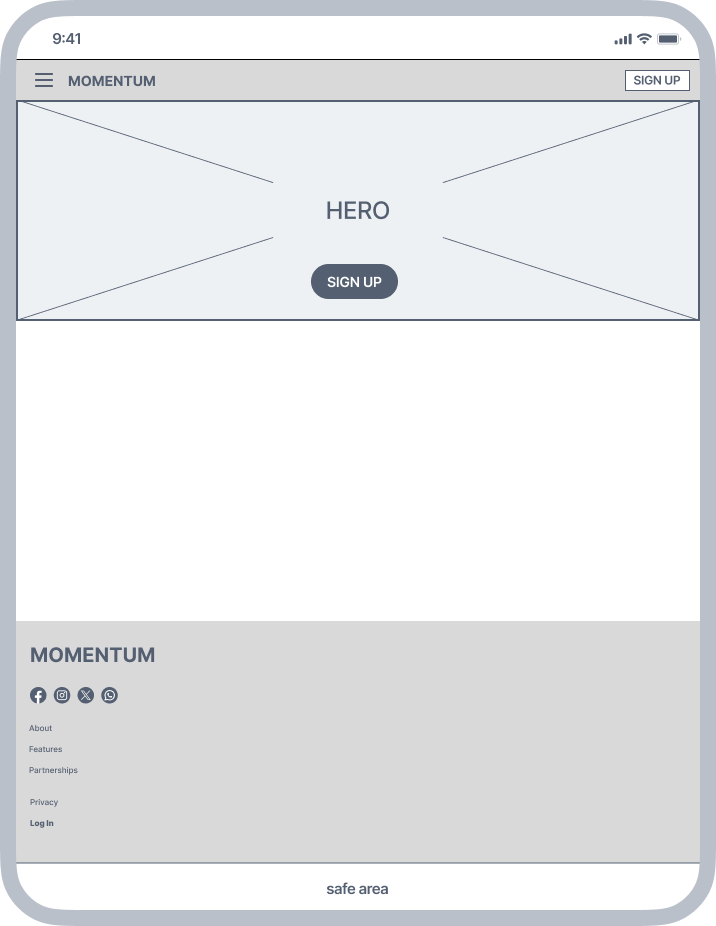 9:41
MOMENTUM
SIGN UP
HERO
SIGN UP
MOMENTUM
About
Features
Partnerships
Privacy
Log In
safe area